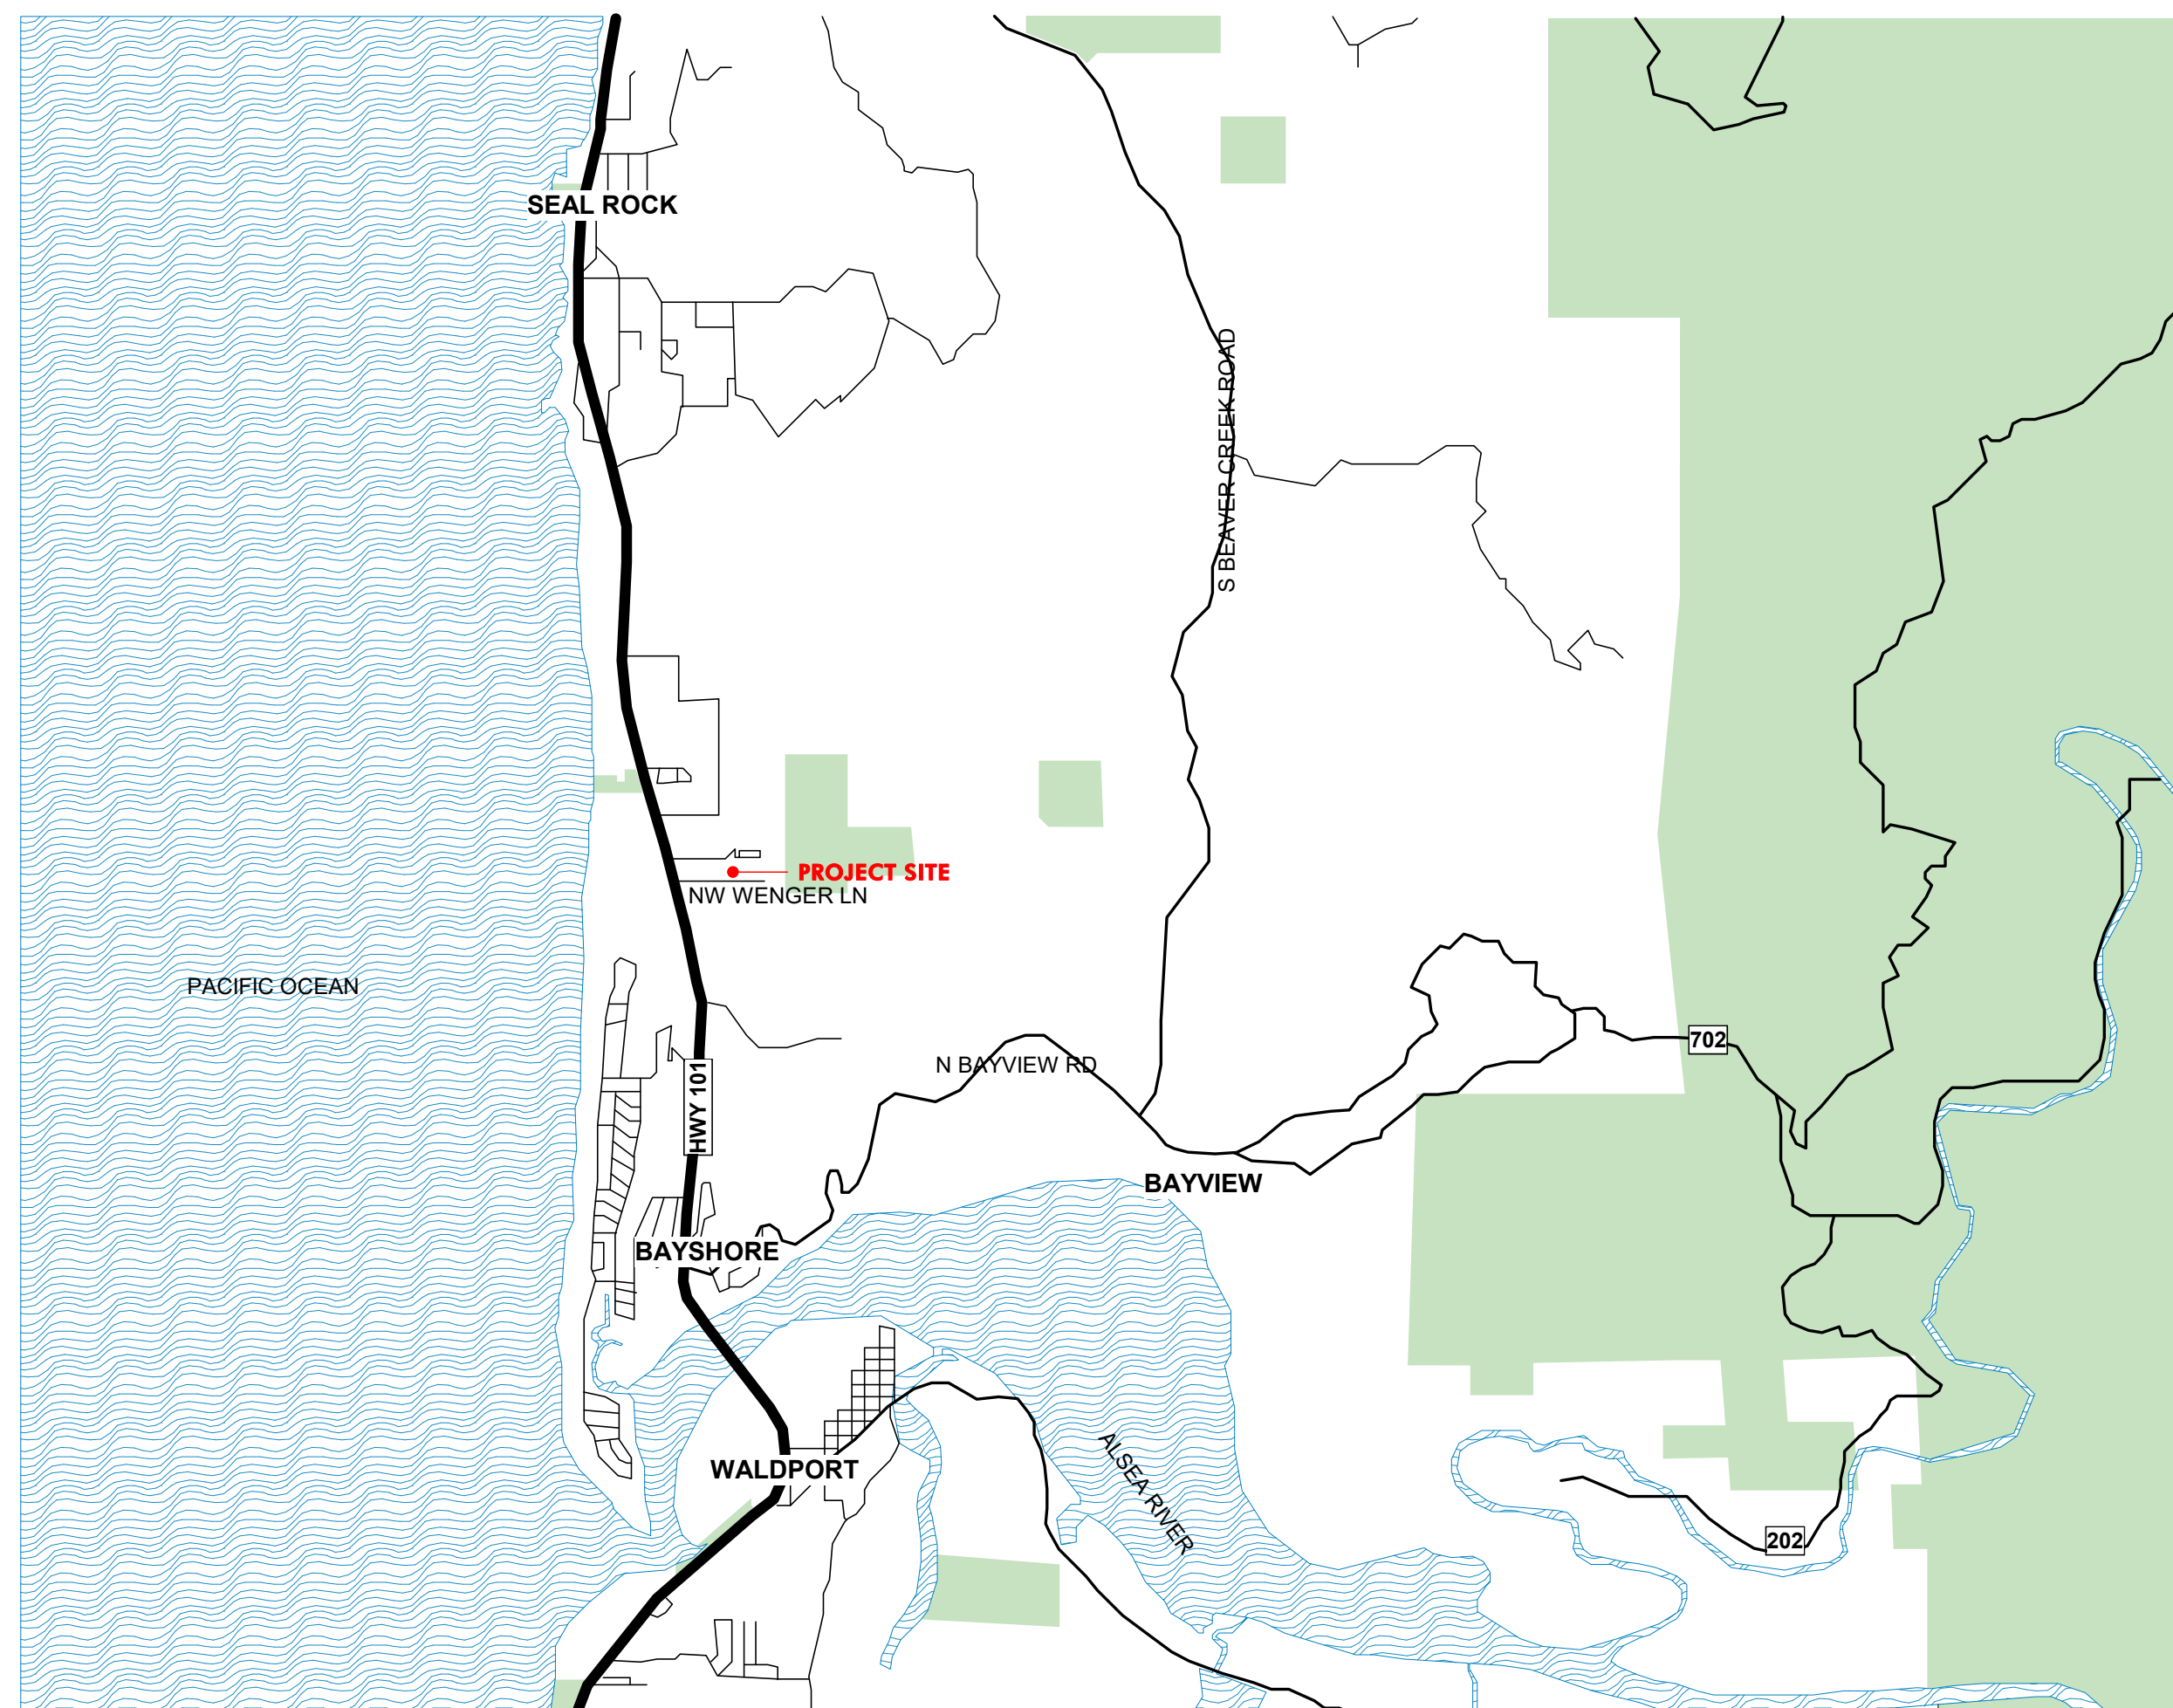 SEAL ROCK
S BEAVER CREEK ROAD
PROJECT SITE
NW WENGER LN
PACIFIC OCEAN
702
N BAYVIEW RD
HWY 101
BAYVIEW
BAYSHORE
WALDPORT
ALSEA RIVER
202